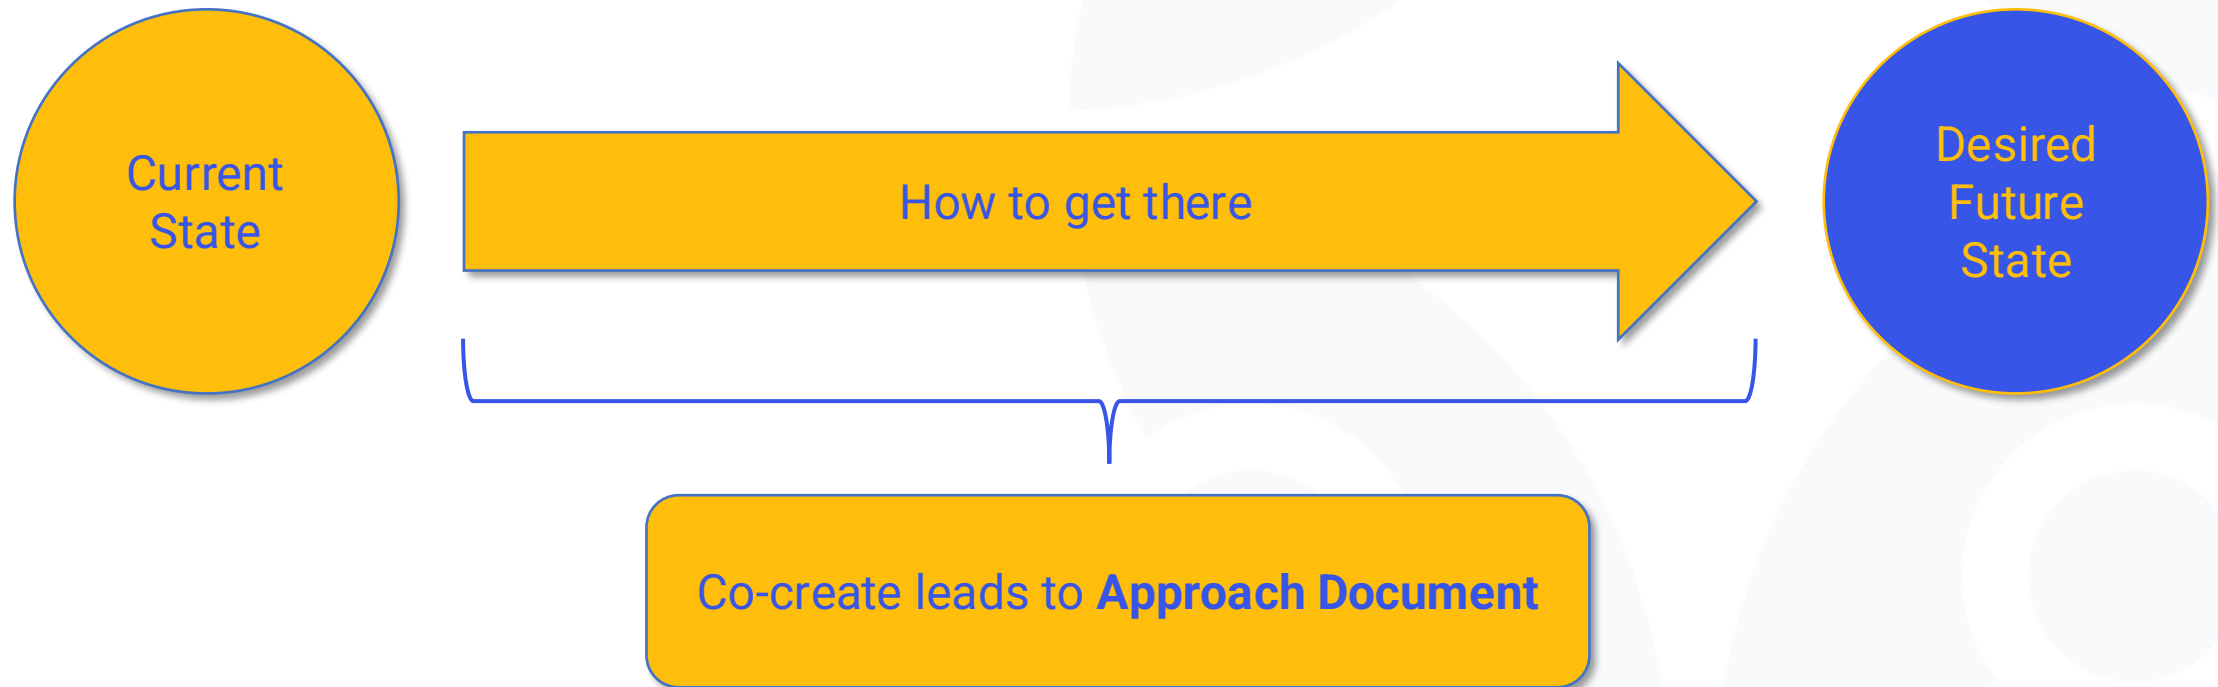 Current
State
How to get there
Desired
Future
State
Co-create leads to Approach Document